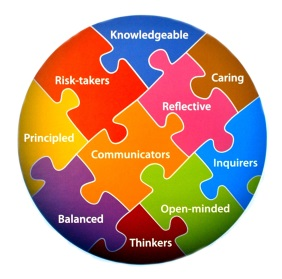 Knowledgeable
Risk-takers
Caring
Reflective
Principled
Communicators
Inquirers
Balanced
Open-minded
Thinkers